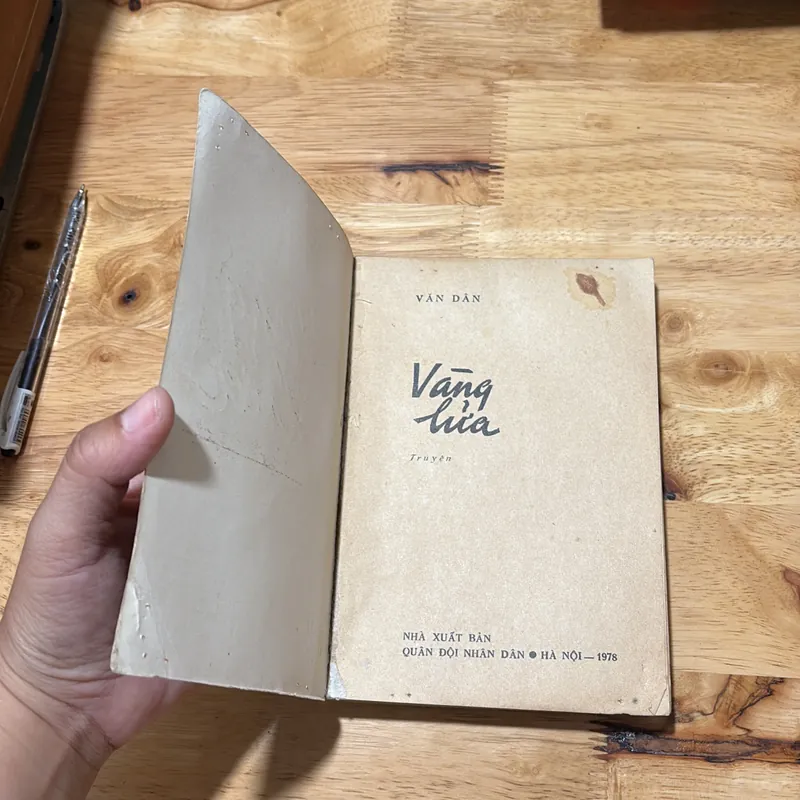 VĂN DÂN
Vàng
lửa
Truyện
NHÀ XUẤT BẢN
QUÂN ĐỘI NHÂN DÂN ● HÀ NỘI — 1978